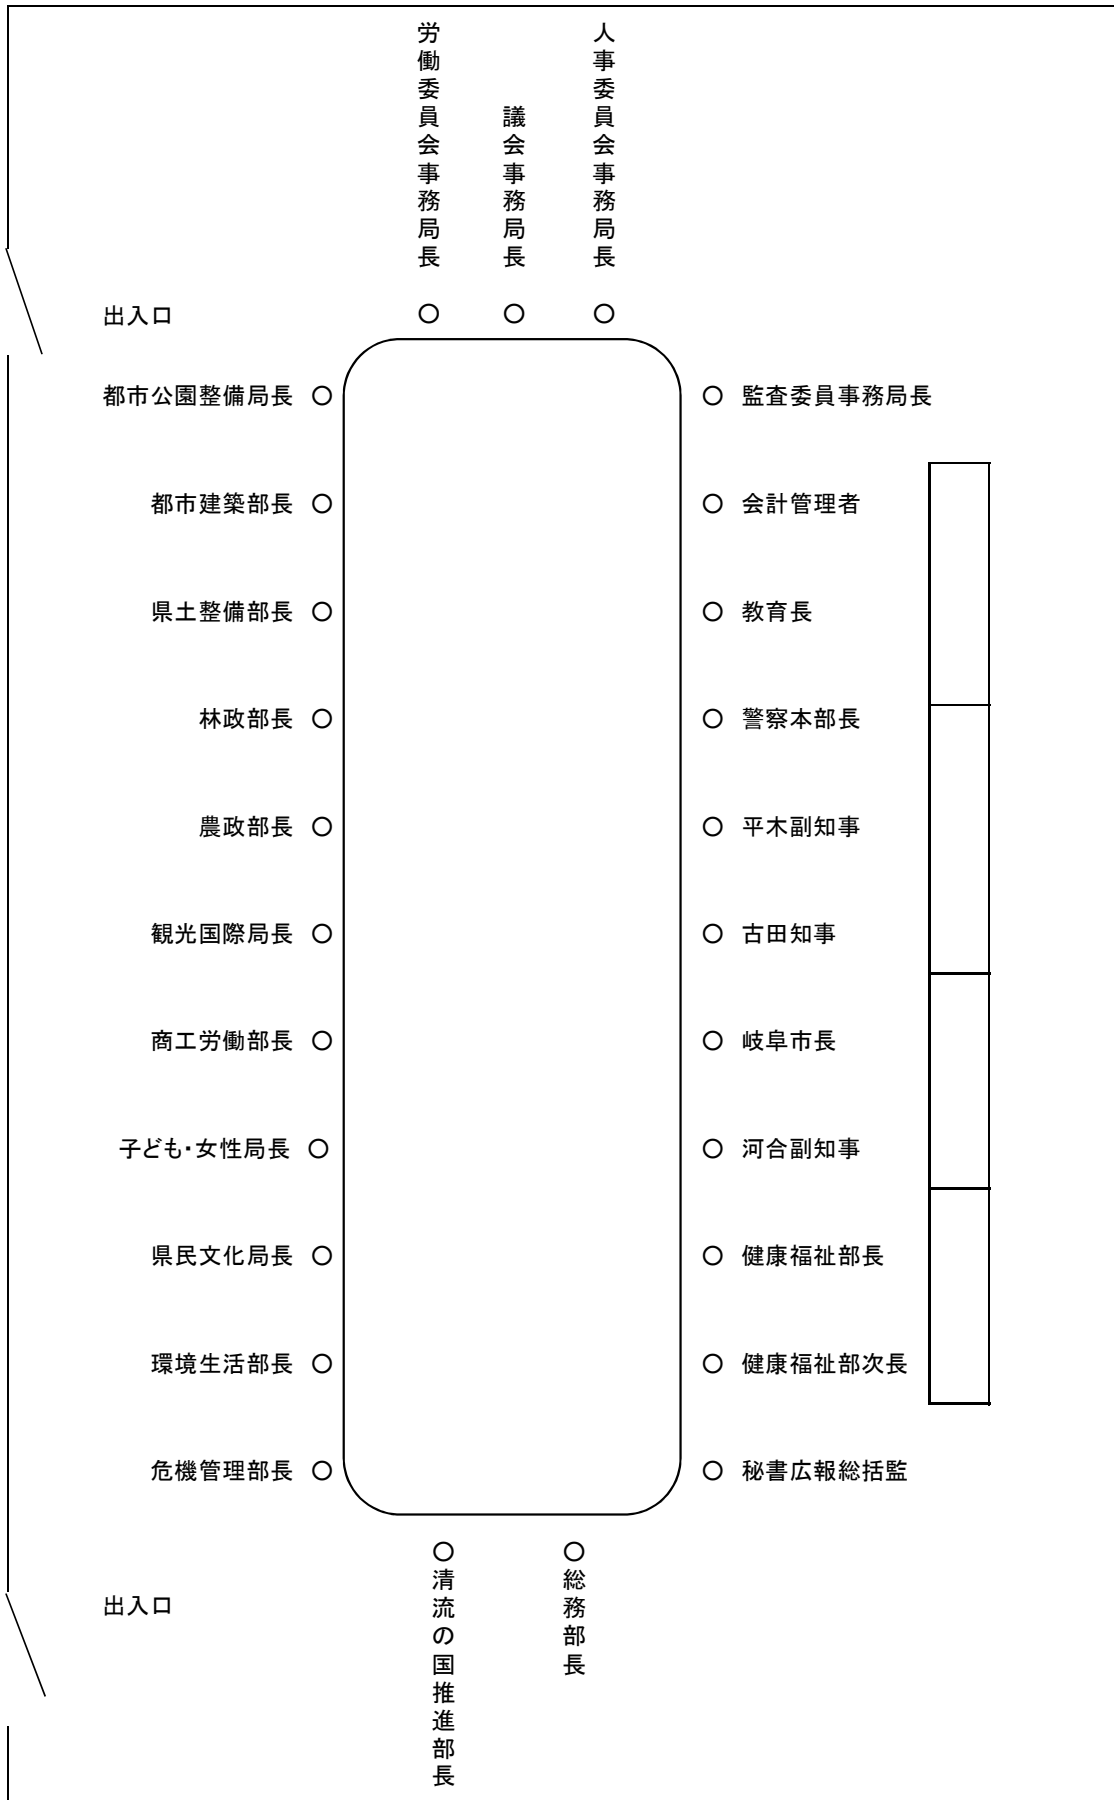 労働委員会事務局長
議会事務局長
人事委員会事務局長
出入口
都市公園整備局長 ○
○ 監査委員事務局長
都市建築部長 ○
○ 会計管理者
県土整備部長 ○
○ 教育長
林政部長 ○
○ 警察本部長
農政部長 ○
○ 平木副知事
観光国際局長 ○
○ 古田知事
商工労働部長 ○
○ 岐阜市長
子ども・女性局長 ○
○ 河合副知事
県民文化局長 ○
○ 健康福祉部長
環境生活部長 ○
○ 健康福祉部次長
危機管理部長 ○
○ 秘書広報総括監
出入口
清流の国推進部長
総務部長